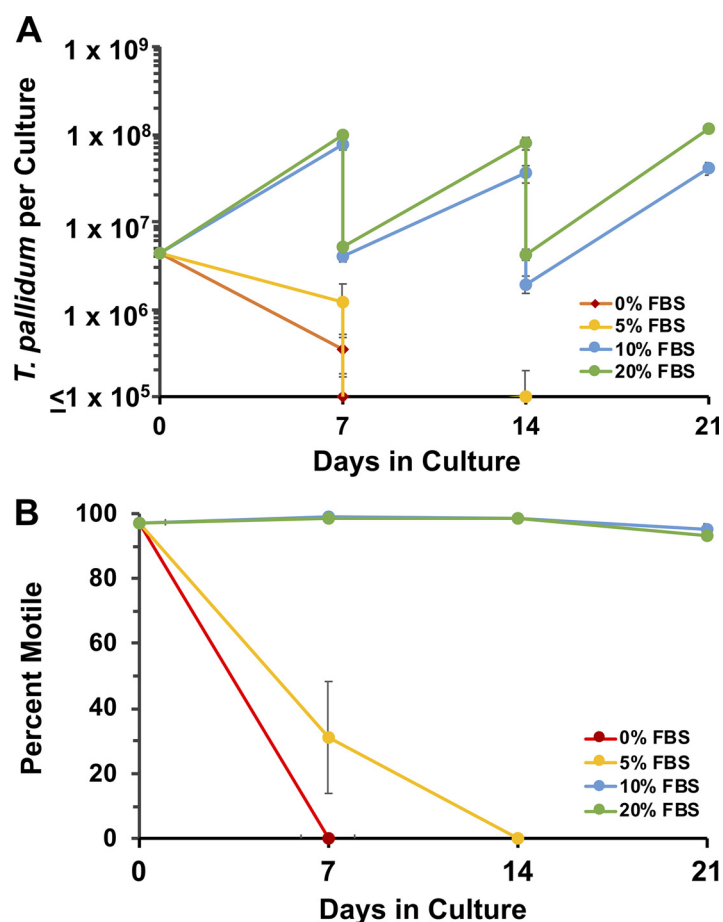 A
1 x 10⁹
1 x 10⁸
1 x 10⁷
1 x 10⁶
≤1 x 10⁵
T. pallidum per Culture
0% FBS
5% FBS
10% FBS
20% FBS
0 7 14 21
Days in Culture
B
100
80
60
40
20
0
Percent Motile
0% FBS
5% FBS
10% FBS
20% FBS
0 7 14 21
Days in Culture